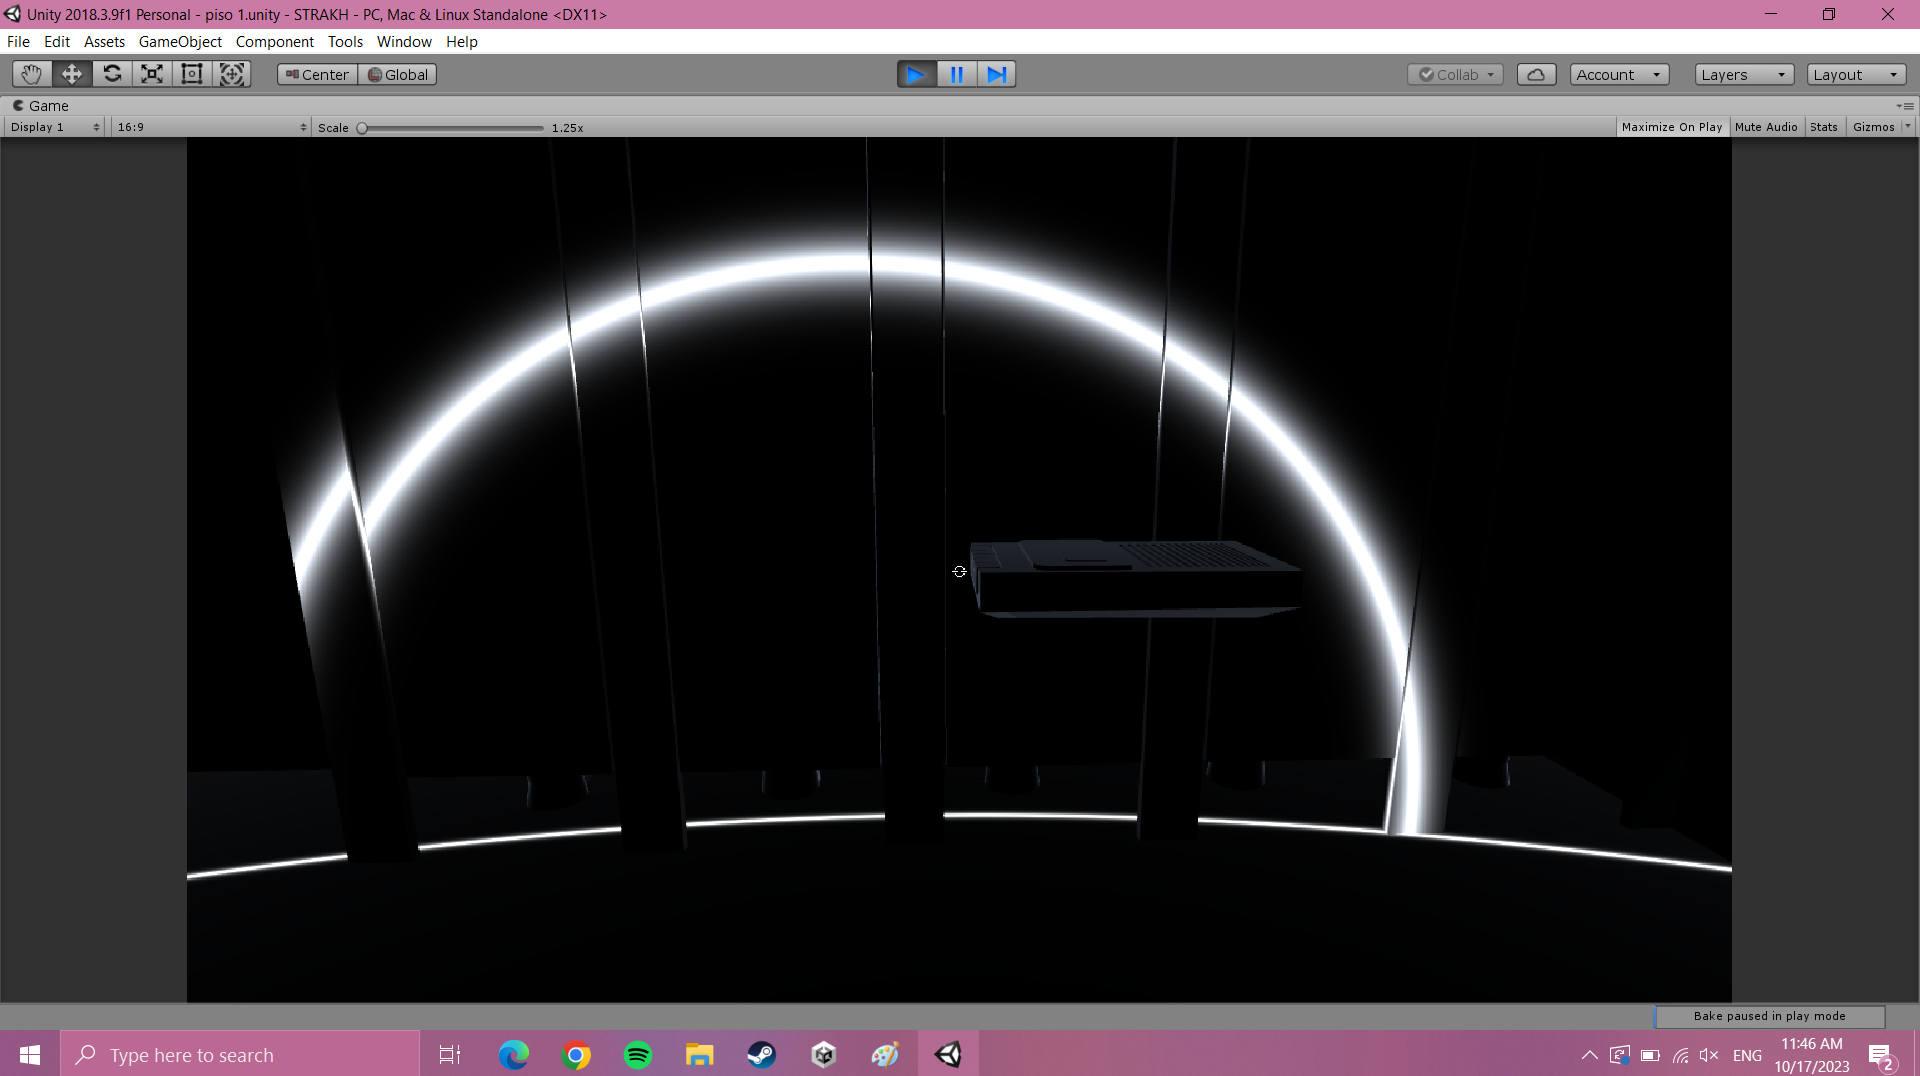 Unity 2018.3.9f1 Personal - piso 1.unity - STRAKH - PC, Mac & Linux Standalone <DX11>
File Edit Assets GameObject Component Tools Window Help
Center Global Collab Account Layers Layout
Game
Display 1 16:9 Scale 1.25x Maximize On Play Mute Audio Stats Gizmos
Bake paused in play mode
Type here to search
ENG
11:46 AM
10/17/2023
2